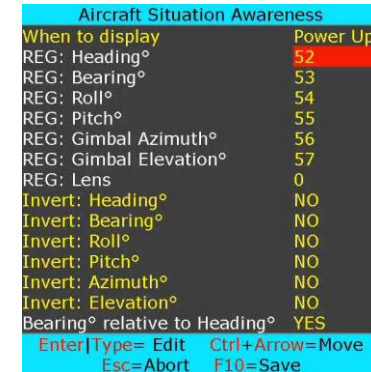 Aircraft Situation Awareness
When to display Power Up
REG: Heading° 52
REG: Bearing° 53
REG: Roll° 54
REG: Pitch° 55
REG: Gimbal Azimuth° 56
REG: Gimbal Elevation° 57
REG: Lens 0
Invert: Heading° NO
Invert: Bearing° NO
Invert: Roll° NO
Invert: Pitch° NO
Invert: Azimuth° NO
Invert: Elevation° NO
Bearing° relative to Heading° YES
Enter|Type= Edit Ctrl+Arrow=Move
Esc=Abort F10=Save